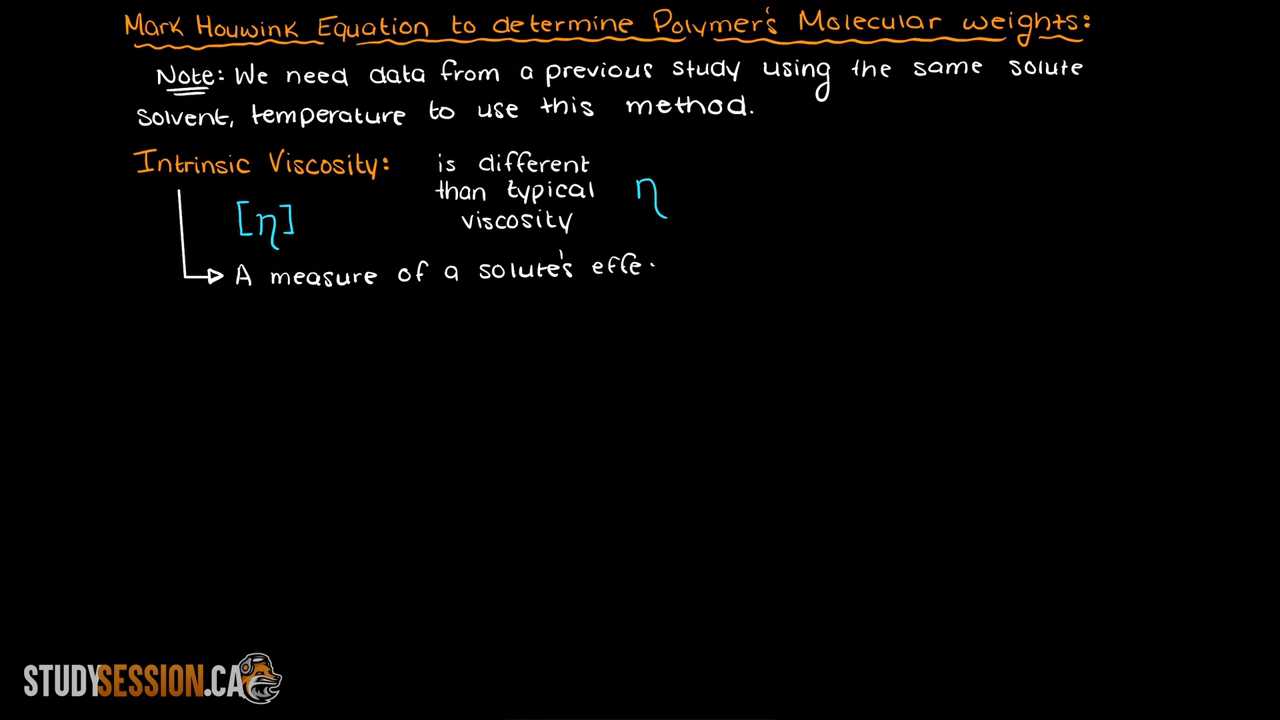 Mark Houwink Equation to determine Polymer's Molecular weights:
Note: We need data from a previous study using the same solute
solvent, temperature to use this method.
Intrinsic Viscosity:
[η]
is different
than typical
viscosity
η
A measure of a solute's effe
STUDYSESSION.CA